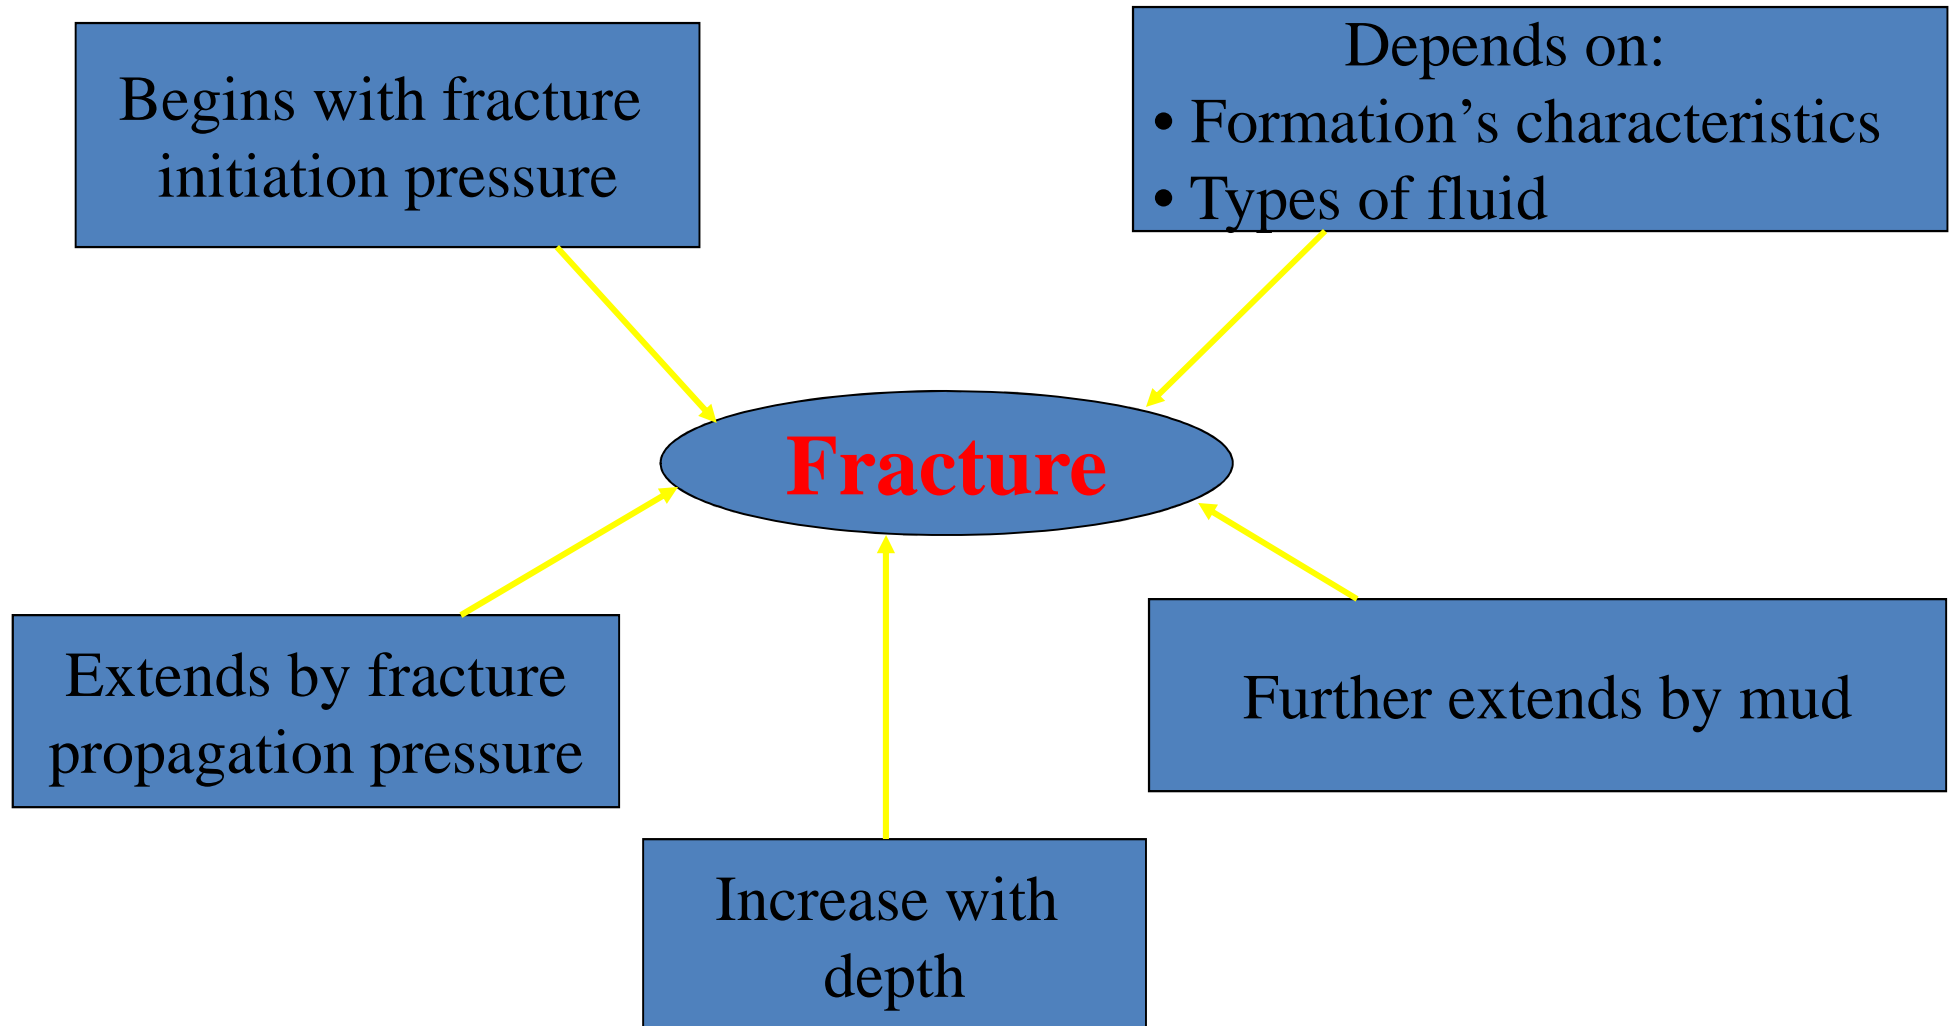 Begins with fracture
initiation pressure
Depends on:
• Formation’s characteristics
• Types of fluid
Fracture
Extends by fracture
propagation pressure
Further extends by mud
Increase with
depth